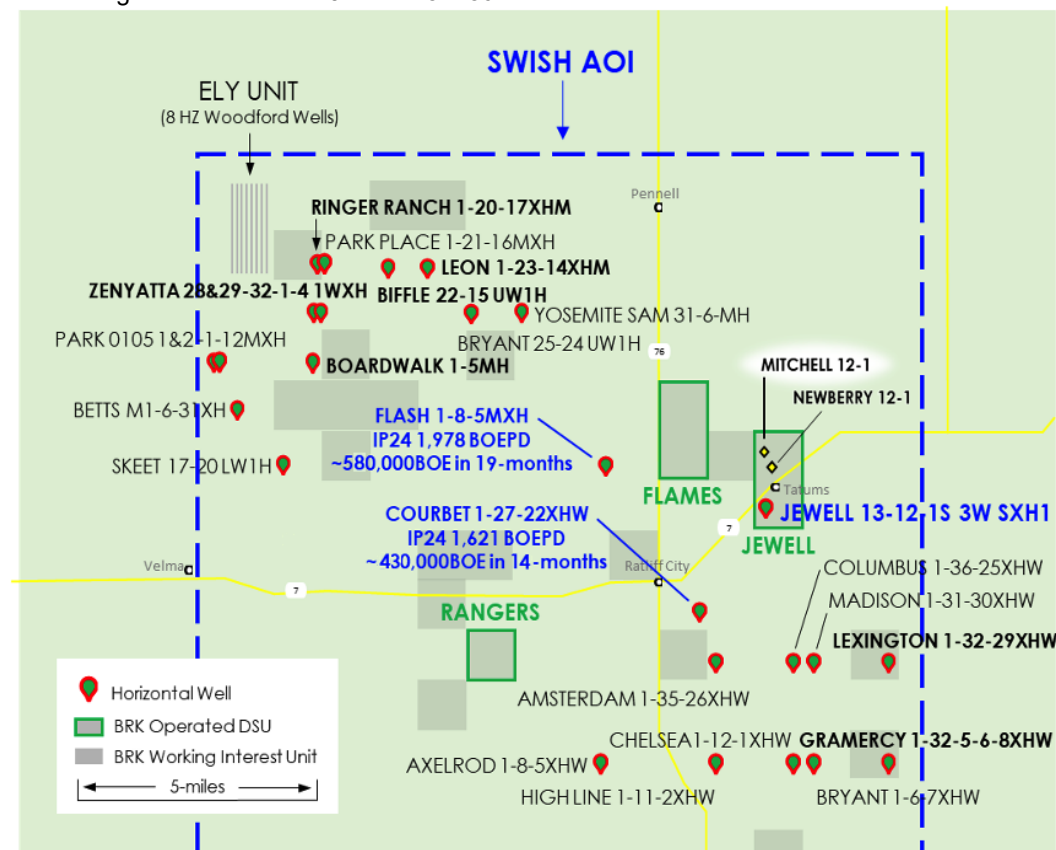 SWISH AOI
ELY UNIT
(8 HZ Woodford Wells)
Pennell
RINGER RANCH 1-20-17XHM
PARK PLACE 1-21-16MXH
LEON 1-23-14XHM
ZENYATTA 28&29-32-1-4 1WXH
BIFFLE 22-15 UW1H
YOSEMITE SAM 31-6-MH
PARK 0105 1&2-1-12MXH
BRYANT 25-24 UW1H
76
BOARDWALK 1-5MH
MITCHELL 12-1
NEWBERRY 12-1
BETTS M1-6-31XH
FLASH 1-8-5MXH
IP24 1,978 BOEPD
~580,000BOE in 19-months
SKEET 17-20 LW1H
FLAMES
Tatums
COURBET 1-27-22XHW
IP24 1,621 BOEPD
~430,000BOE in 14-months
JEWELL 13-12-1S 3W SXH1
7
JEWELL
Velma
Ratliff City
COLUMBUS 1-36-25XHW
7
MADISON 1-31-30XHW
RANGERS
LEXINGTON 1-32-29XHW
Horizontal Well
BRK Operated DSU
BRK Working Interest Unit
5-miles
AMSTERDAM 1-35-26XHW
CHELSEA1-12-1XHW
GRAMERCY 1-32-5-6-8XHW
AXELROD 1-8-5XHW
HIGH LINE 1-11-2XHW
BRYANT 1-6-7XHW